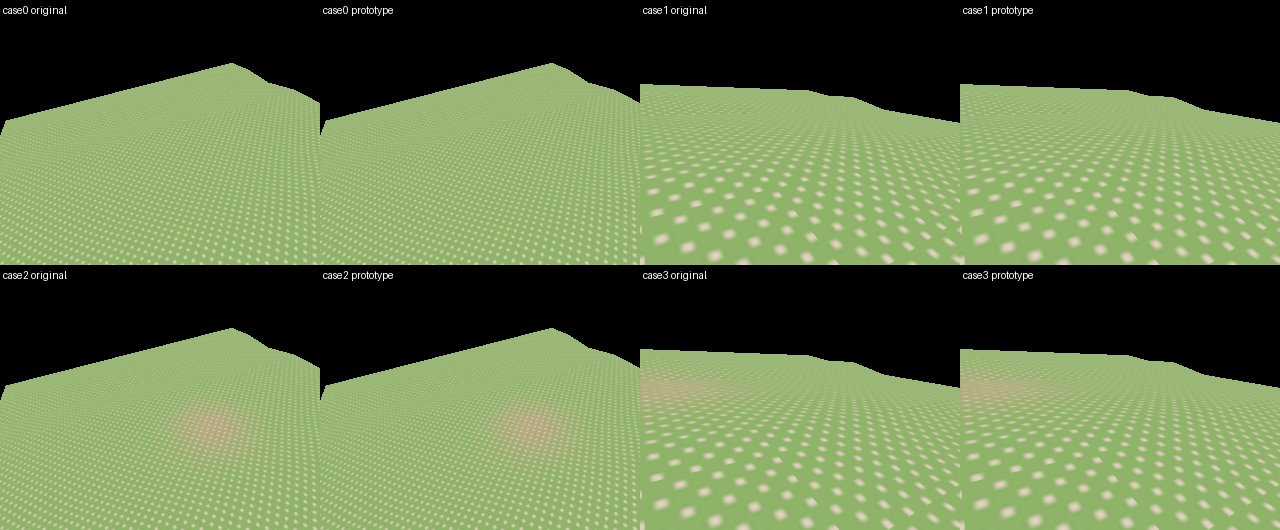 case0 original
case0 prototype
case1 original
case1 prototype
case2 original
case2 prototype
case3 original
case3 prototype